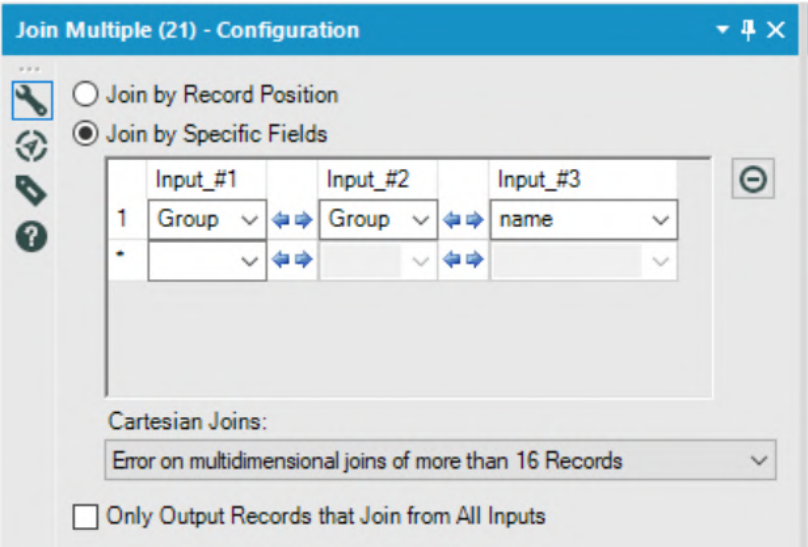 Join Multiple (21) - Configuration
Join by Record Position
Join by Specific Fields
Input_#1 Input_#2 Input_#3
1 Group Group name
*
Cartesian Joins:
Error on multidimensional joins of more than 16 Records
Only Output Records that Join from All Inputs